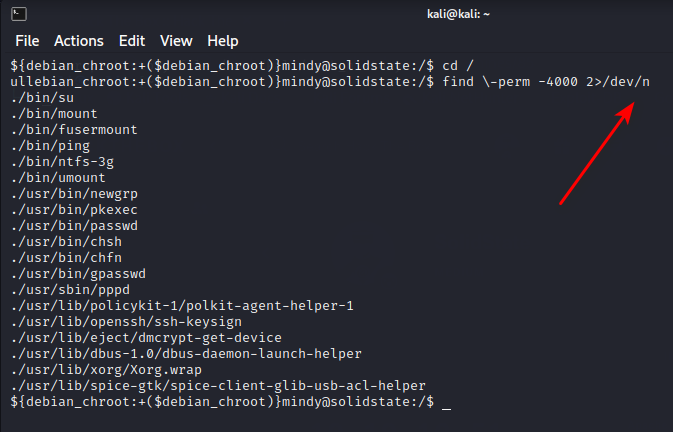 kali@kali: ~
File Actions Edit View Help
${debian_chroot:+($debian_chroot)}mindy@solidstate:/$ cd /
ullebian_chroot:+($debian_chroot)}mindy@solidstate:/$ find \-perm -4000 2>/dev/n
./bin/su
./bin/mount
./bin/fusermount
./bin/ping
./bin/ntfs-3g
./bin/umount
./usr/bin/newgrp
./usr/bin/pkexec
./usr/bin/passwd
./usr/bin/chsh
./usr/bin/chfn
./usr/bin/gpasswd
./usr/sbin/pppd
./usr/lib/policykit-1/polkit-agent-helper-1
./usr/lib/openssh/ssh-keysign
./usr/lib/eject/dmcrypt-get-device
./usr/lib/dbus-1.0/dbus-daemon-launch-helper
./usr/lib/xorg/Xorg.wrap
./usr/lib/spice-gtk/spice-client-glib-usb-acl-helper
${debian_chroot:+($debian_chroot)}mindy@solidstate:/$ _